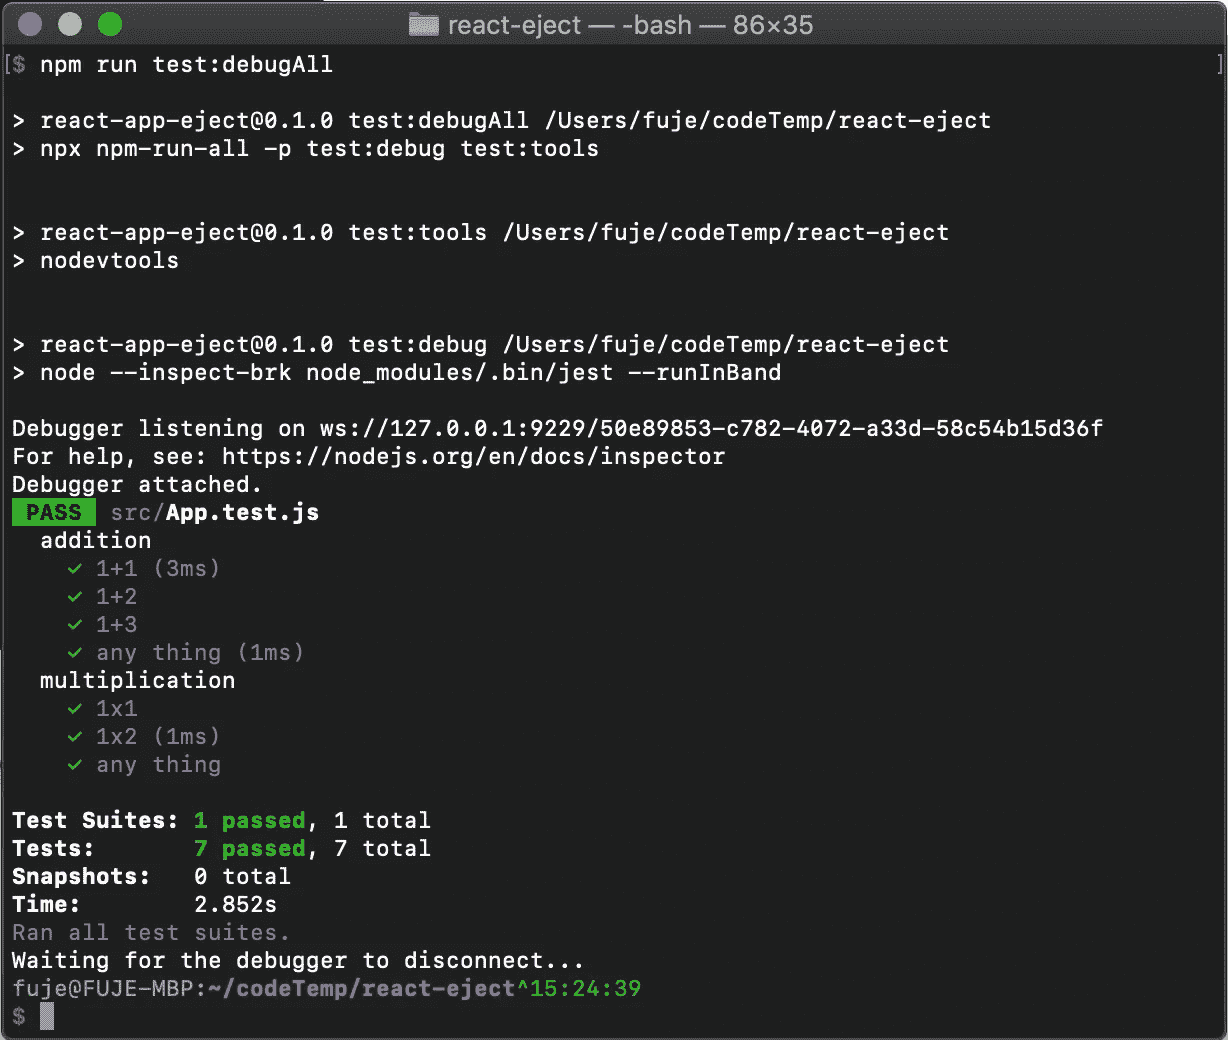 react-eject — -bash — 86×35
[$ npm run test:debugAll ]
> react-app-eject@0.1.0 test:debugAll /Users/fuje/codeTemp/react-eject
> npx npm-run-all -p test:debug test:tools
> react-app-eject@0.1.0 test:tools /Users/fuje/codeTemp/react-eject
> nodevtools
> react-app-eject@0.1.0 test:debug /Users/fuje/codeTemp/react-eject
> node --inspect-brk node_modules/.bin/jest --runInBand
Debugger listening on ws://127.0.0.1:9229/50e89853-c782-4072-a33d-58c54b15d36f
For help, see: https://nodejs.org/en/docs/inspector
Debugger attached.
PASS src/App.test.js
addition
✓ 1+1 (3ms)
✓ 1+2
✓ 1+3
✓ any thing (1ms)
multiplication
✓ 1x1
✓ 1x2 (1ms)
✓ any thing
Test Suites: 1 passed, 1 total
Tests: 7 passed, 7 total
Snapshots: 0 total
Time: 2.852s
Ran all test suites.
Waiting for the debugger to disconnect...
fuje@FUJE-MBP:~/codeTemp/react-eject^15:24:39
$